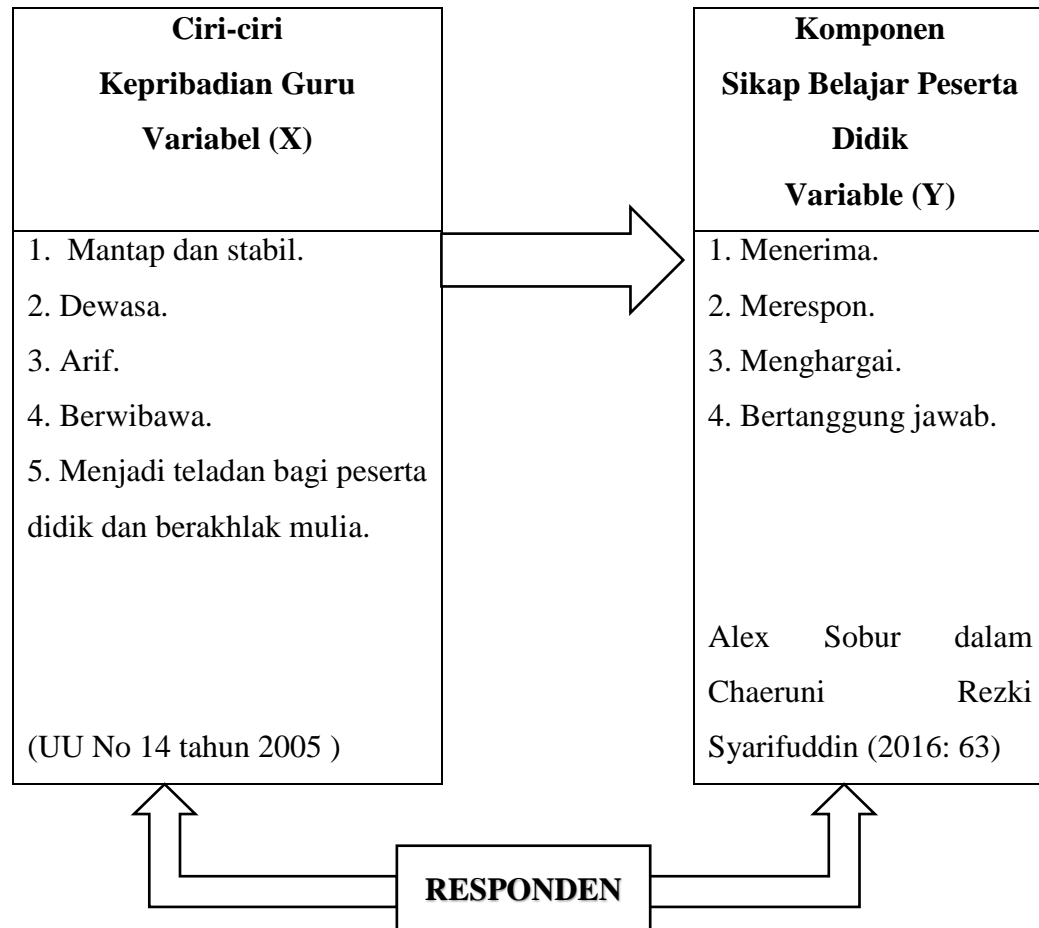 Ciri-ciri
Kepribadian Guru
Variabel (X)
1. Mantap dan stabil.
2. Dewasa.
3. Arif.
4. Berwibawa.
5. Menjadi teladan bagi peserta
didik dan berakhlak mulia.
(UU No 14 tahun 2005 )
Komponen
Sikap Belajar Peserta
Didik
Variable (Y)
1. Menerima.
2. Merespon.
3. Menghargai.
4. Bertanggung jawab.
Alex Sobur dalam
Chaeruni Rezki
Syarifuddin (2016: 63)
RESPONDEN